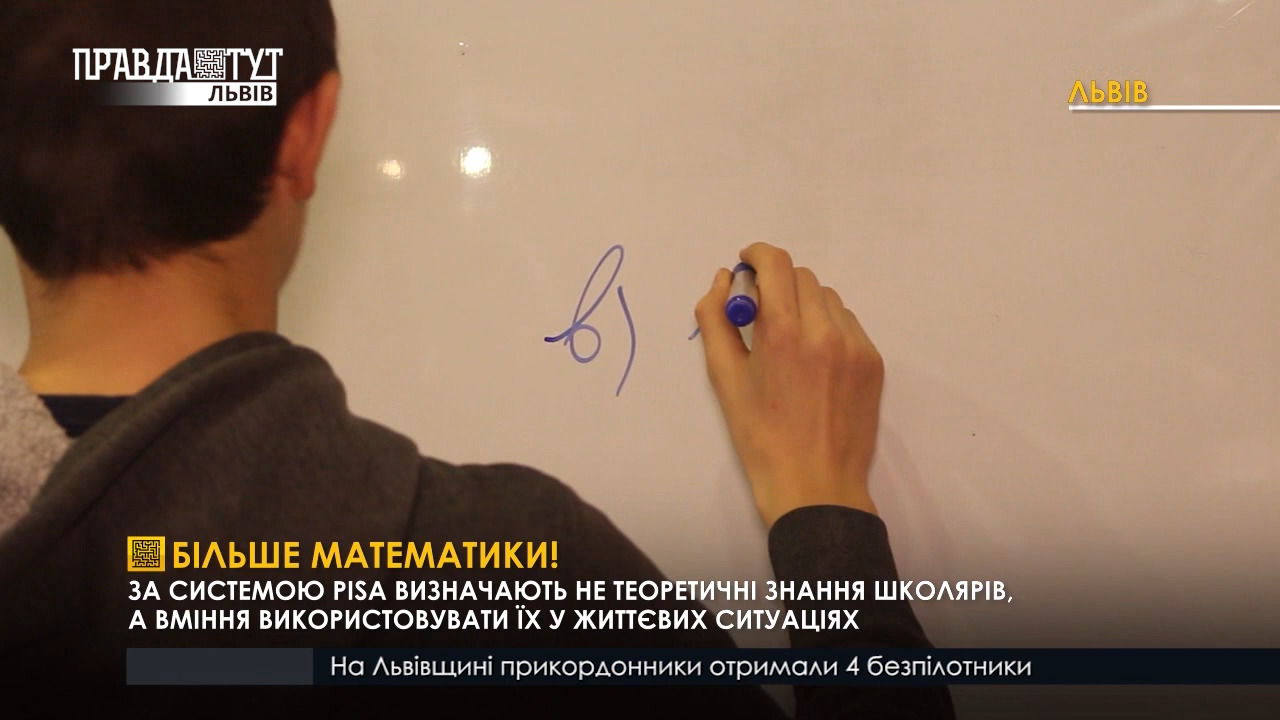 ПРАВДА ТУТ
ЛЬВІВ
ЛЬВІВ
в)
БІЛЬШЕ МАТЕМАТИКИ!
ЗА СИСТЕМОЮ PISA ВИЗНАЧАЮТЬ НЕ ТЕОРЕТИЧНІ ЗНАННЯ ШКОЛЯРІВ,
А ВМІННЯ ВИКОРИСТОВУВАТИ ЇХ У ЖИТТЄВИХ СИТУАЦІЯХ
На Львівщині прикордонники отримали 4 безпілотники